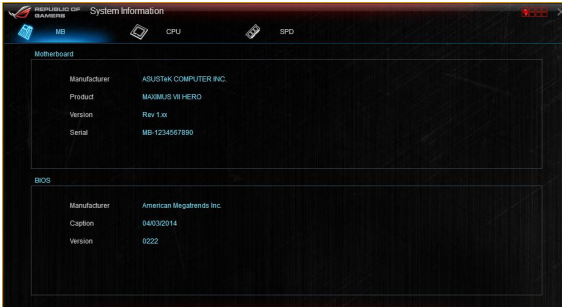 REPUBLIC OF
GAMERS
System Information
MB
CPU
SPD
Motherboard
Manufacturer ASUSTeK COMPUTER INC.
Product MAXIMUS VII HERO
Version Rev 1.xx
Serial MB-1234567890
BIOS
Manufacturer American Megatrends Inc.
Caption 04/03/2014
Version 0222